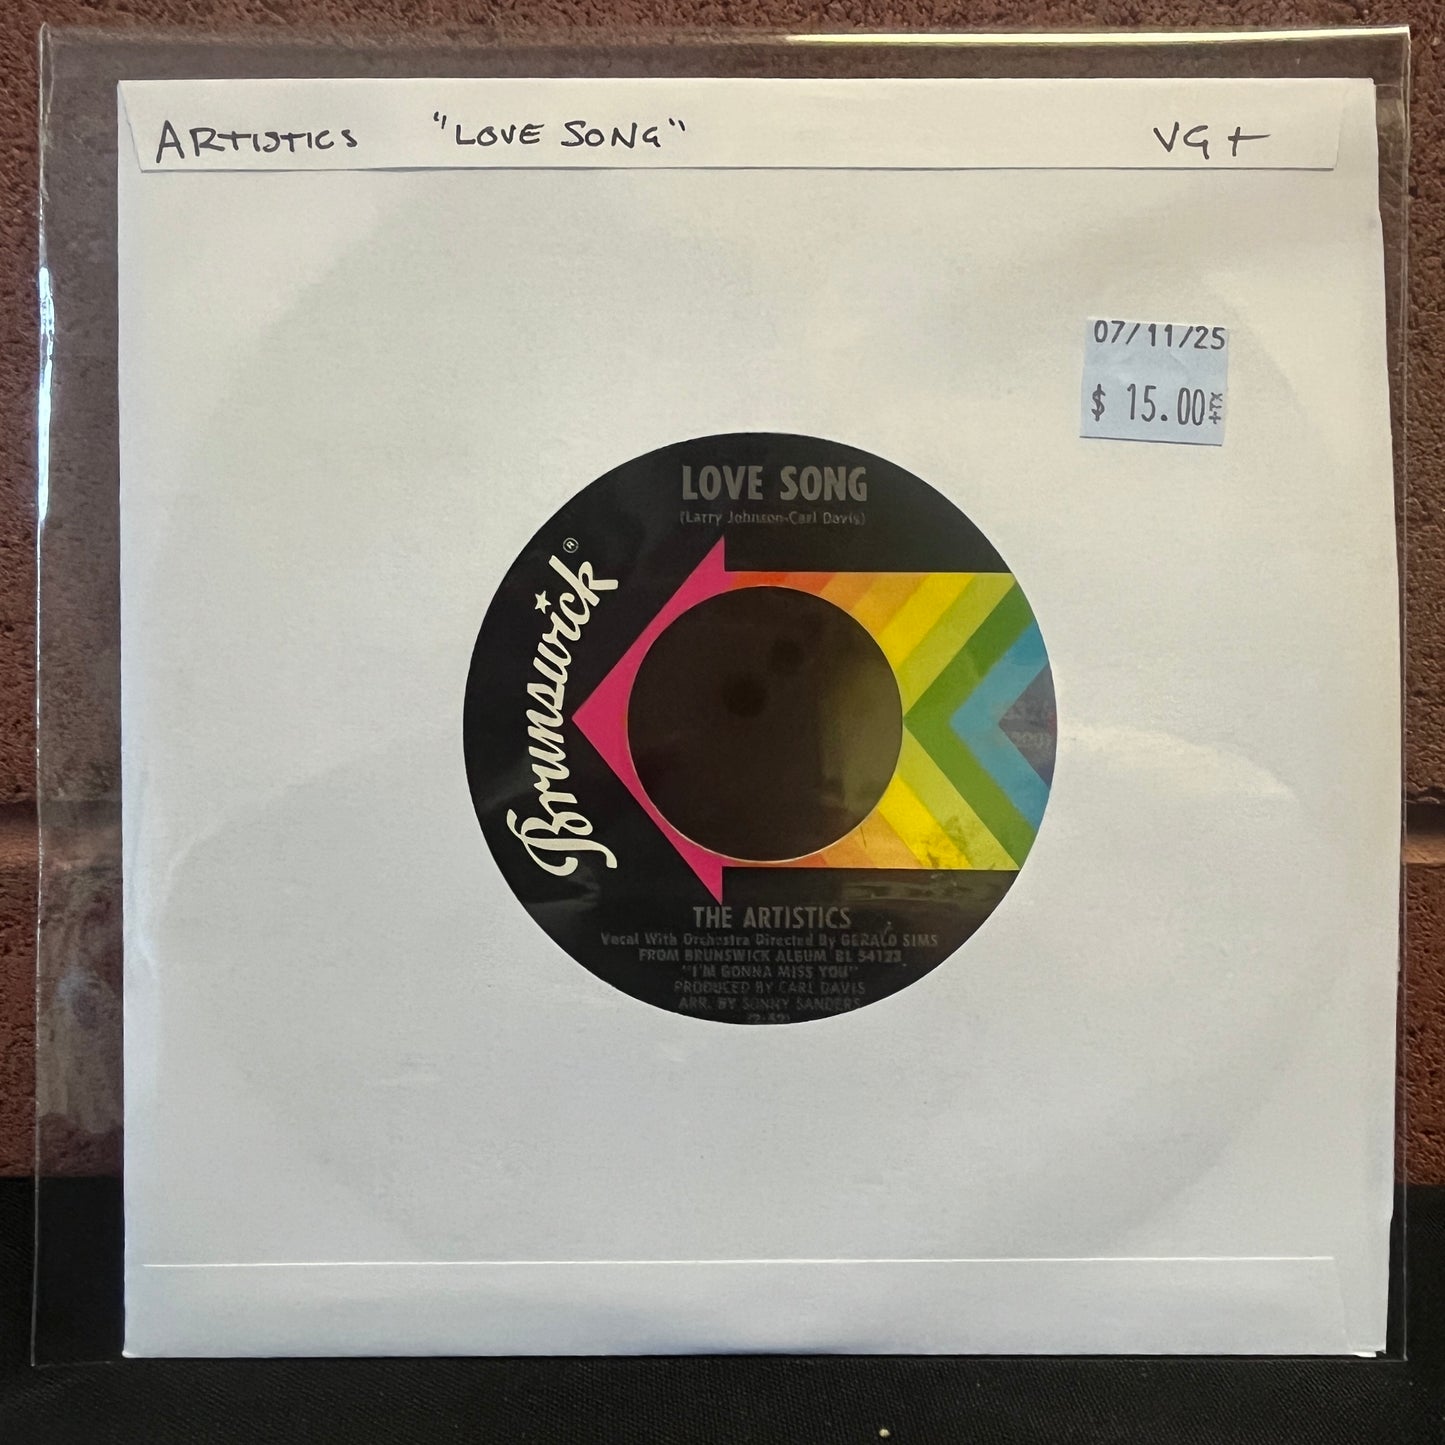 ARTISTICS "LOVE SONG" VG+
07/11/25
$ 15.00
LOVE SONG
(Larry Johnson-Carl Davis)
Brunswick®
THE ARTISTICS
Vocal With Orchestra Directed By GERALD SIMS
FROM BRUNSWICK ALBUM BL 54123
"I'M GONNA MISS YOU"
PRODUCED BY CARL DAVIS
ARR. BY SONNY SANDERS